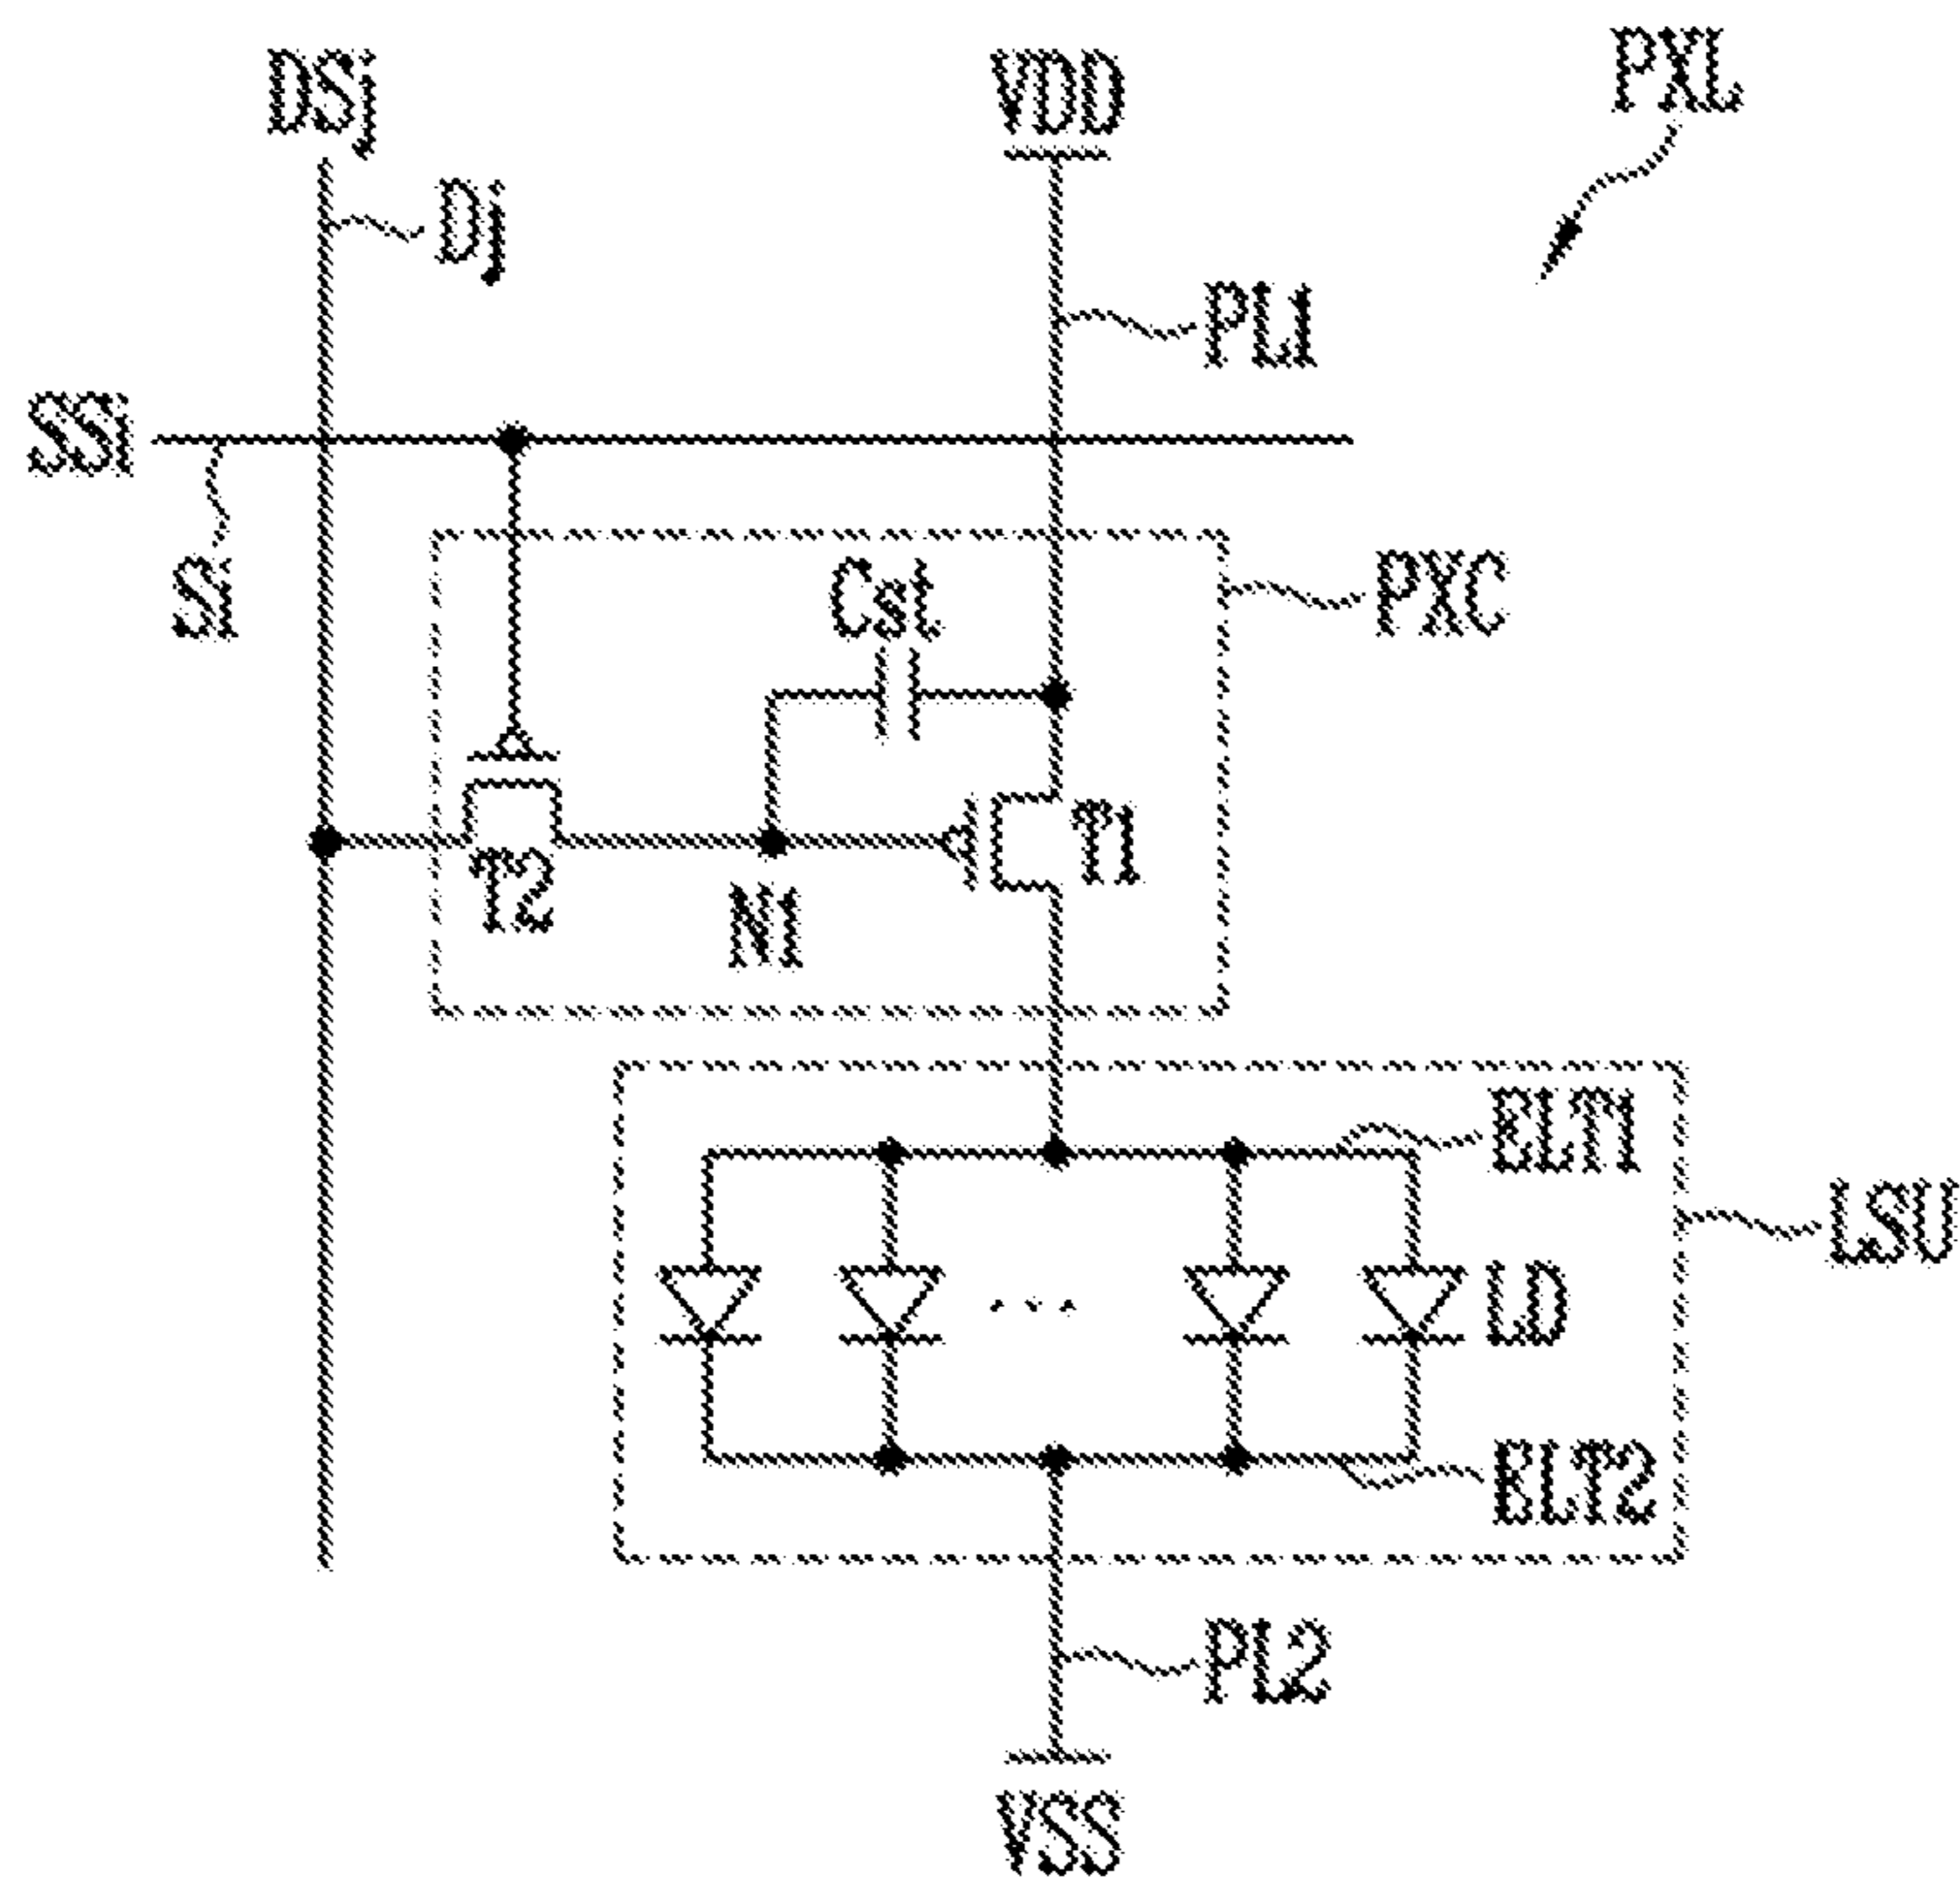 DSj
VDD
PXL
Dj
PL1
SSi
Si
Cst
PXC
T2
T1
N1
ELT1
LSU
LD
ELT2
PL2
VSS